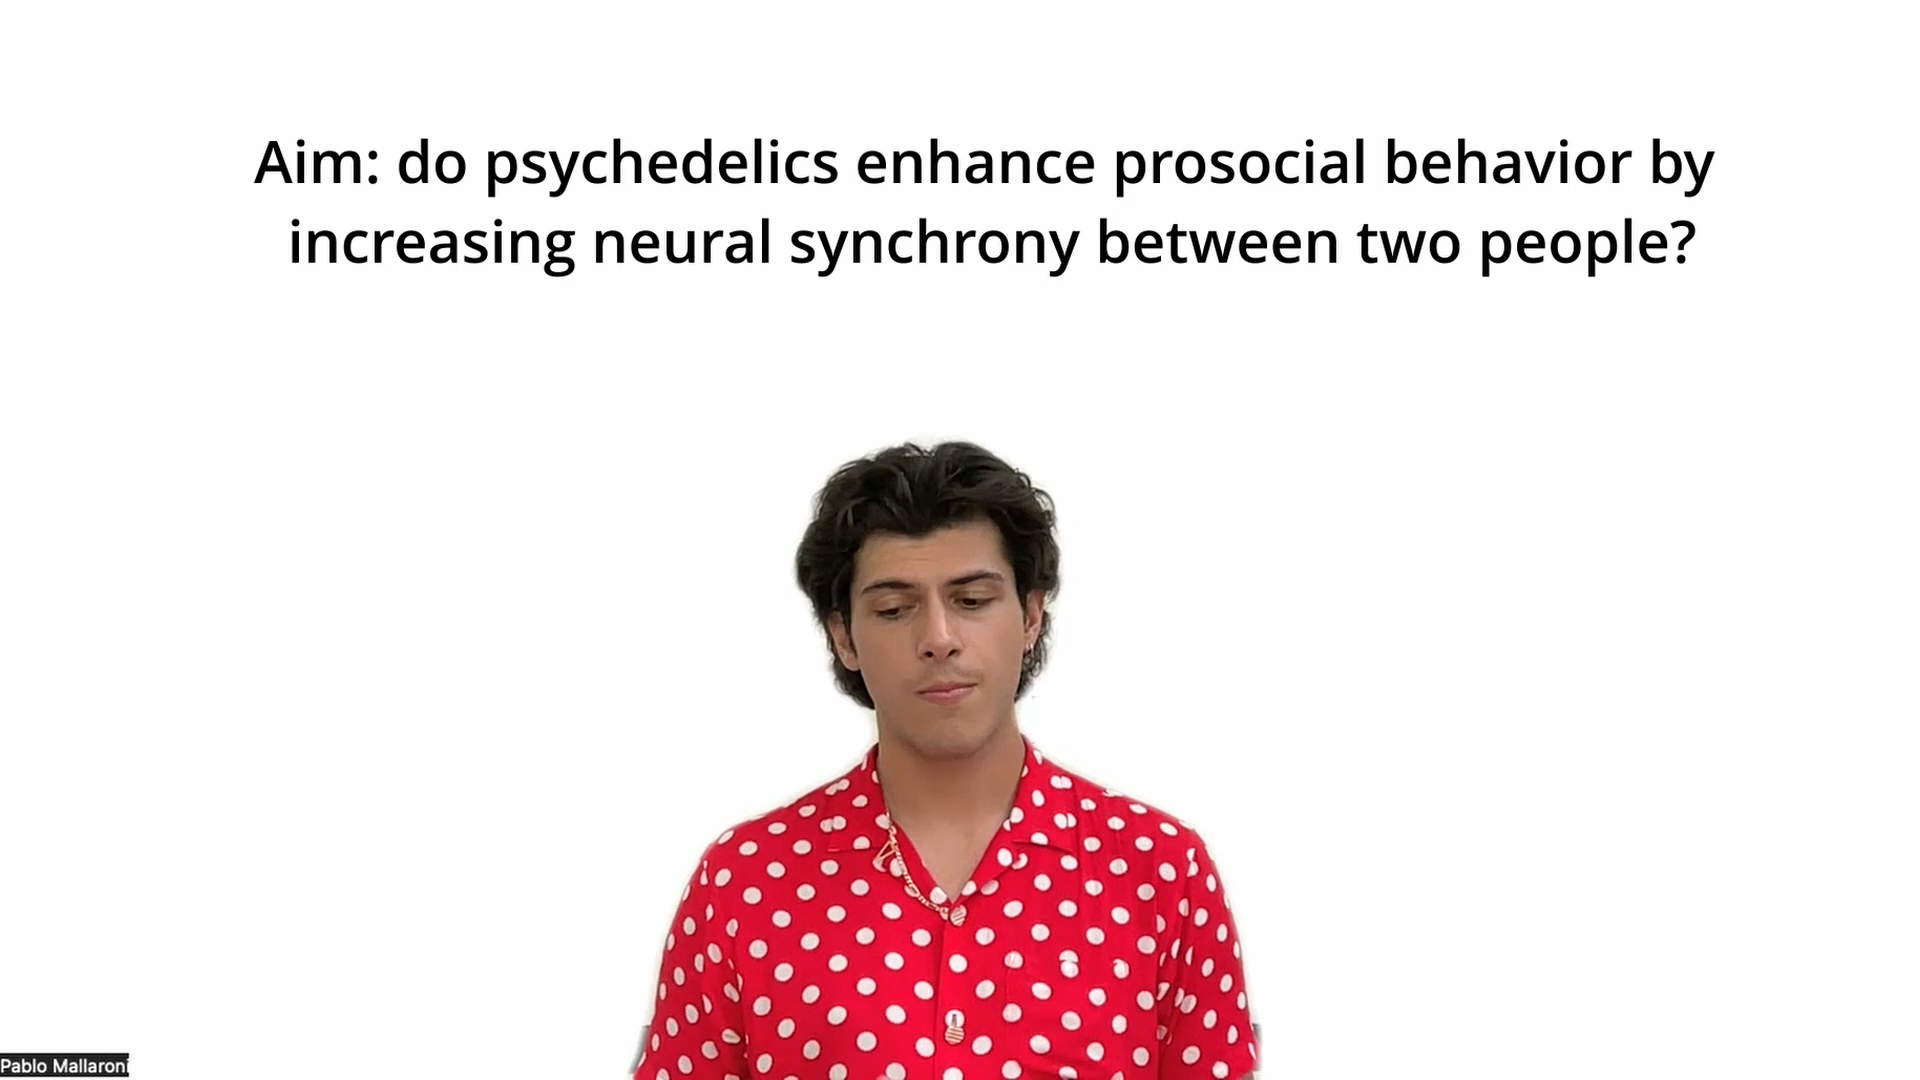 Aim: do psychedelics enhance prosocial behavior by
increasing neural synchrony between two people?
Pablo Mallaroni